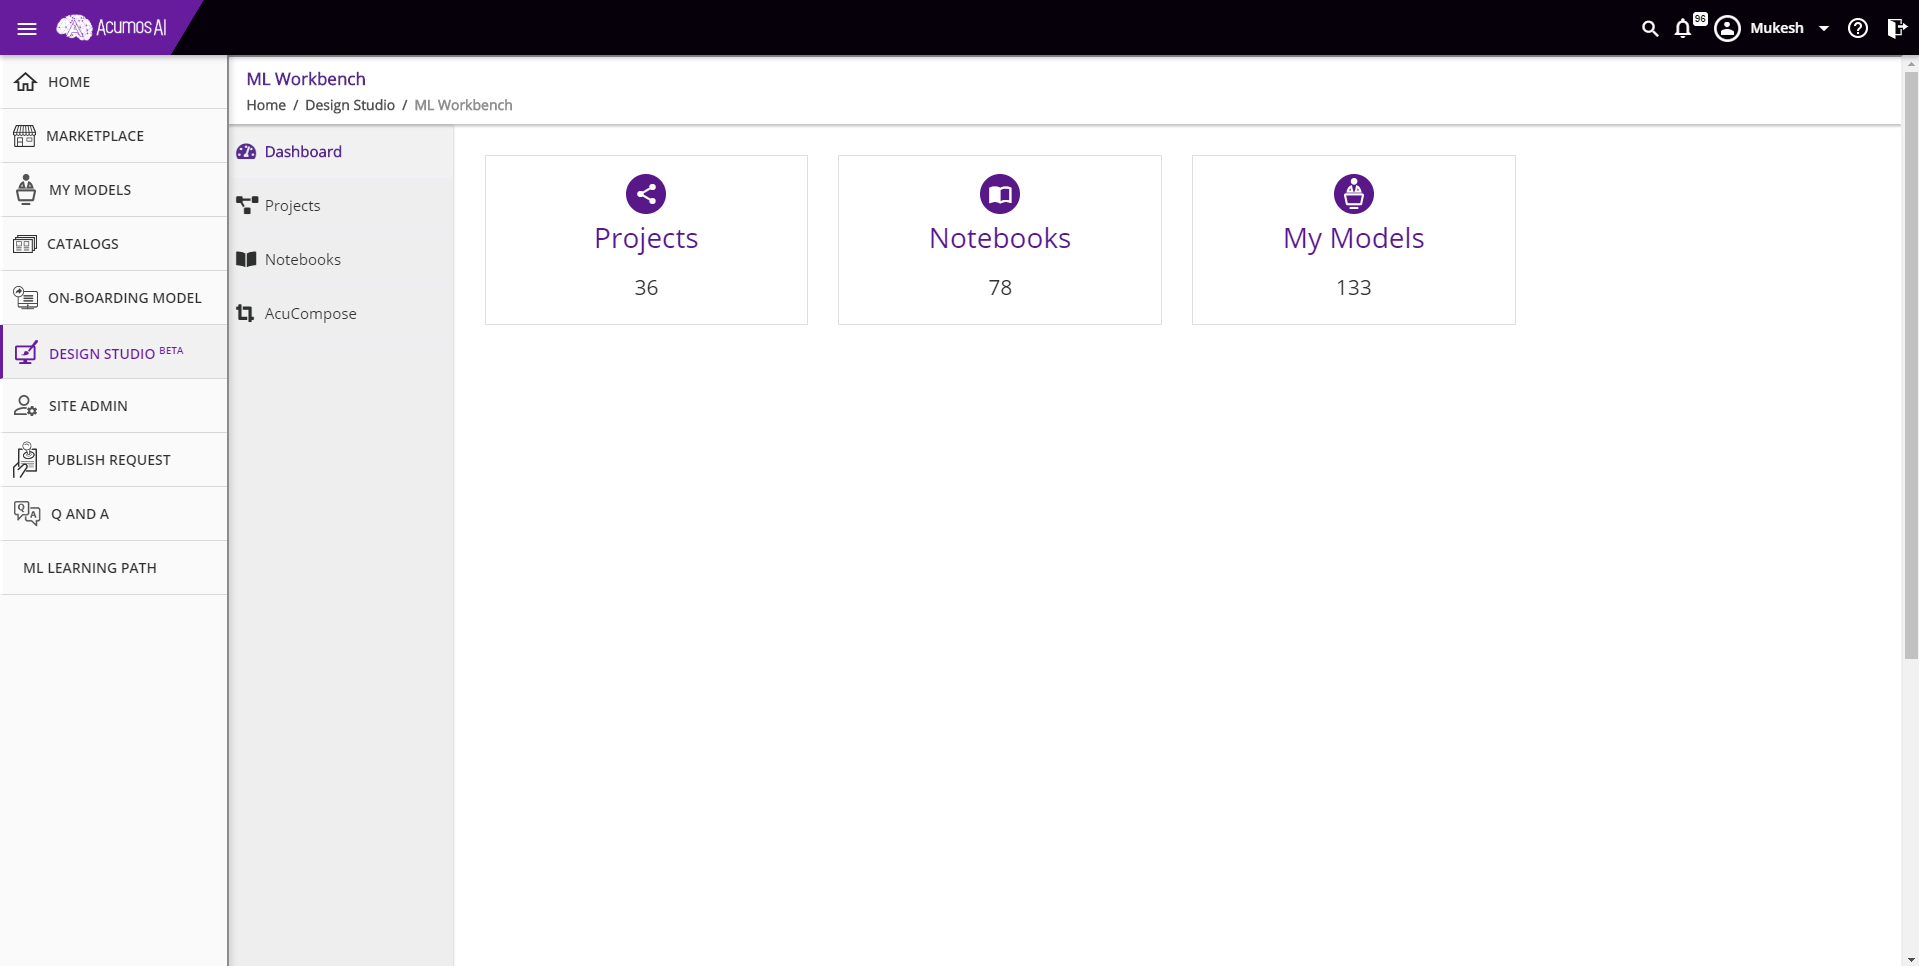 Acumos AI
96
Mukesh
HOME
MARKETPLACE
MY MODELS
CATALOGS
ON-BOARDING MODEL
DESIGN STUDIO BETA
SITE ADMIN
PUBLISH REQUEST
Q AND A
ML LEARNING PATH
ML Workbench
Home / Design Studio / ML Workbench
Dashboard
Projects
Notebooks
AcuCompose
Projects
36
Notebooks
78
My Models
133